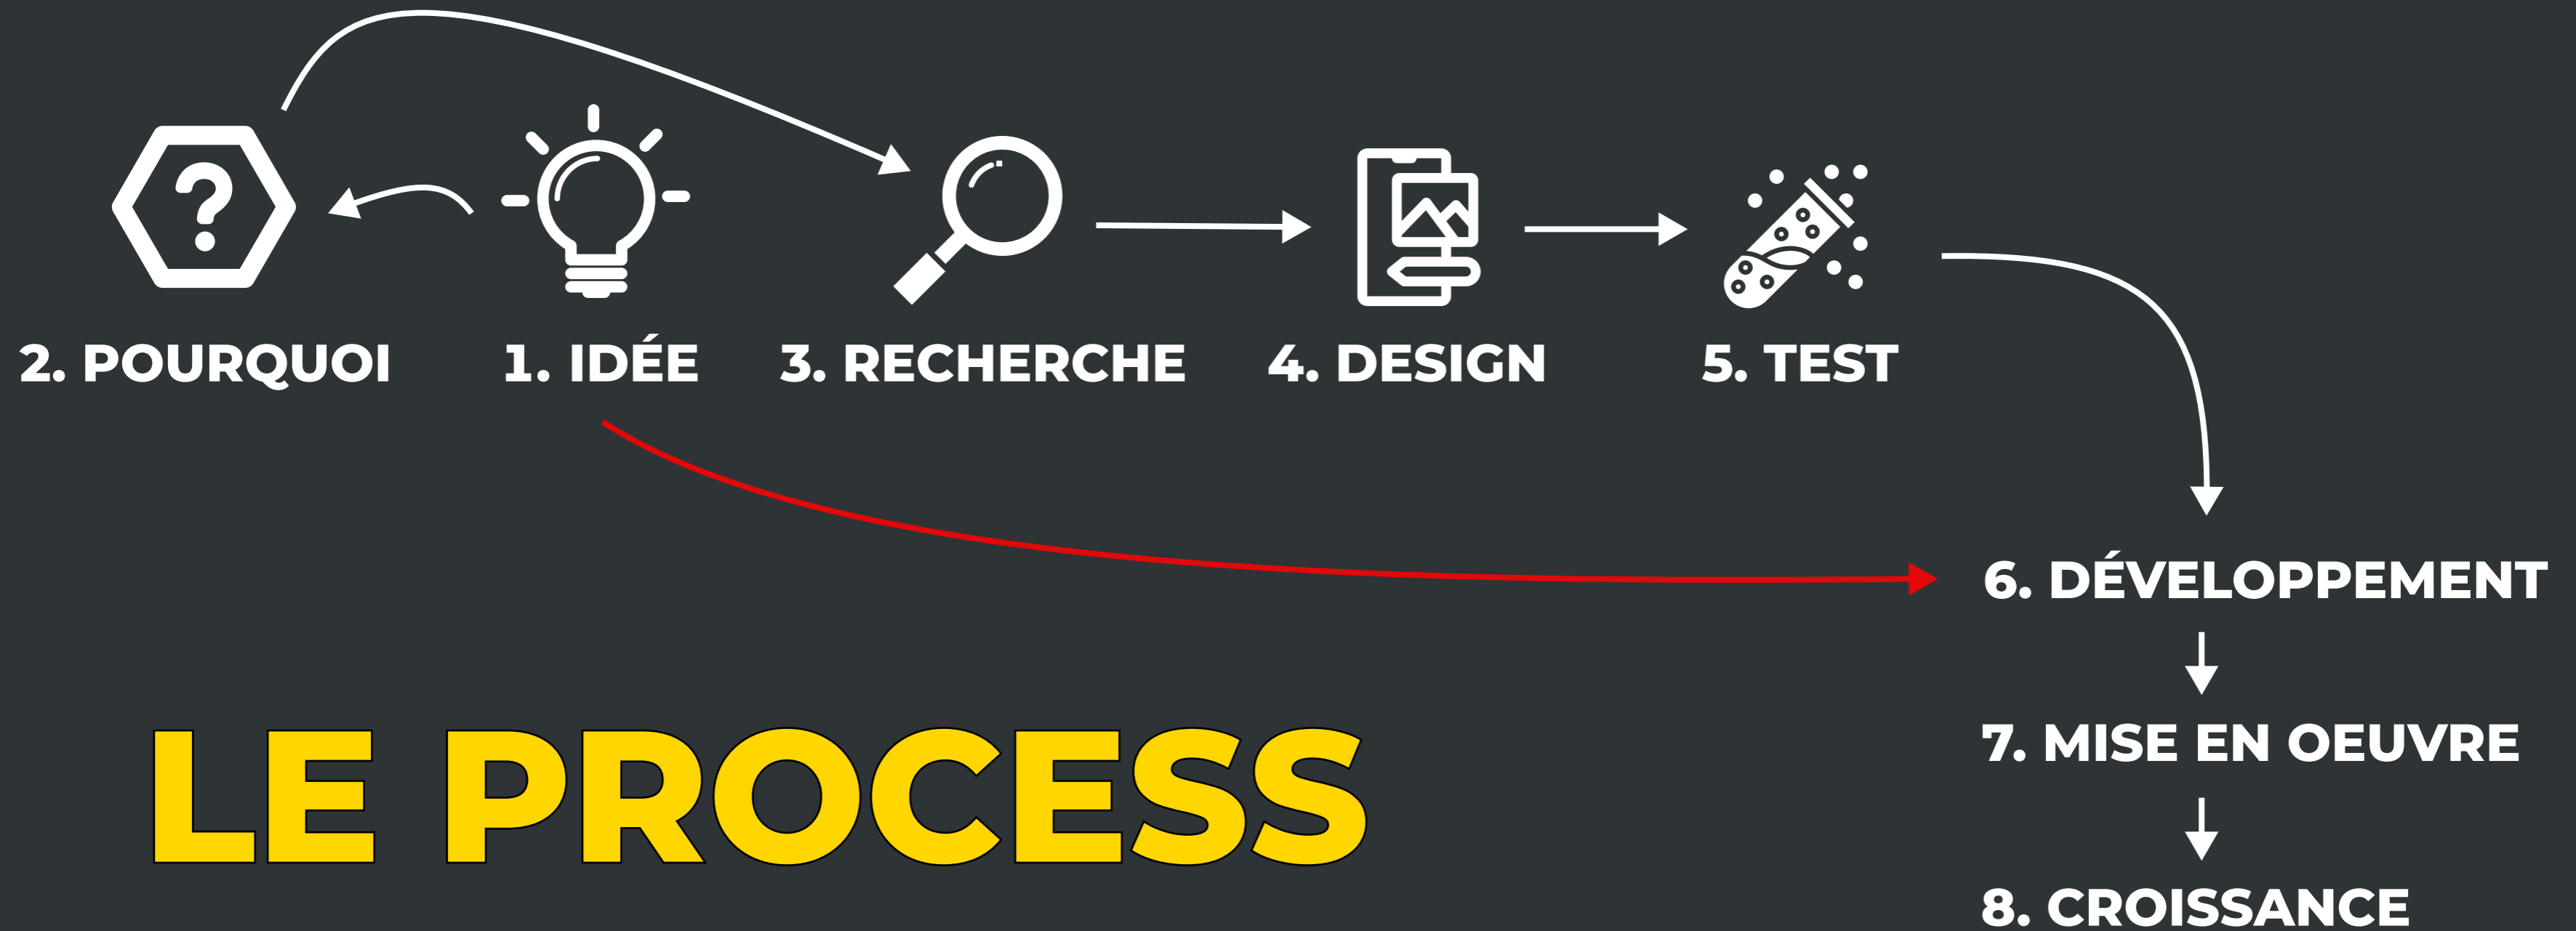 ?
2. POURQUOI
1. IDÉE
3. RECHERCHE
4. DESIGN
5. TEST
6. DÉVELOPPEMENT
7. MISE EN OEUVRE
LE PROCESS
8. CROISSANCE